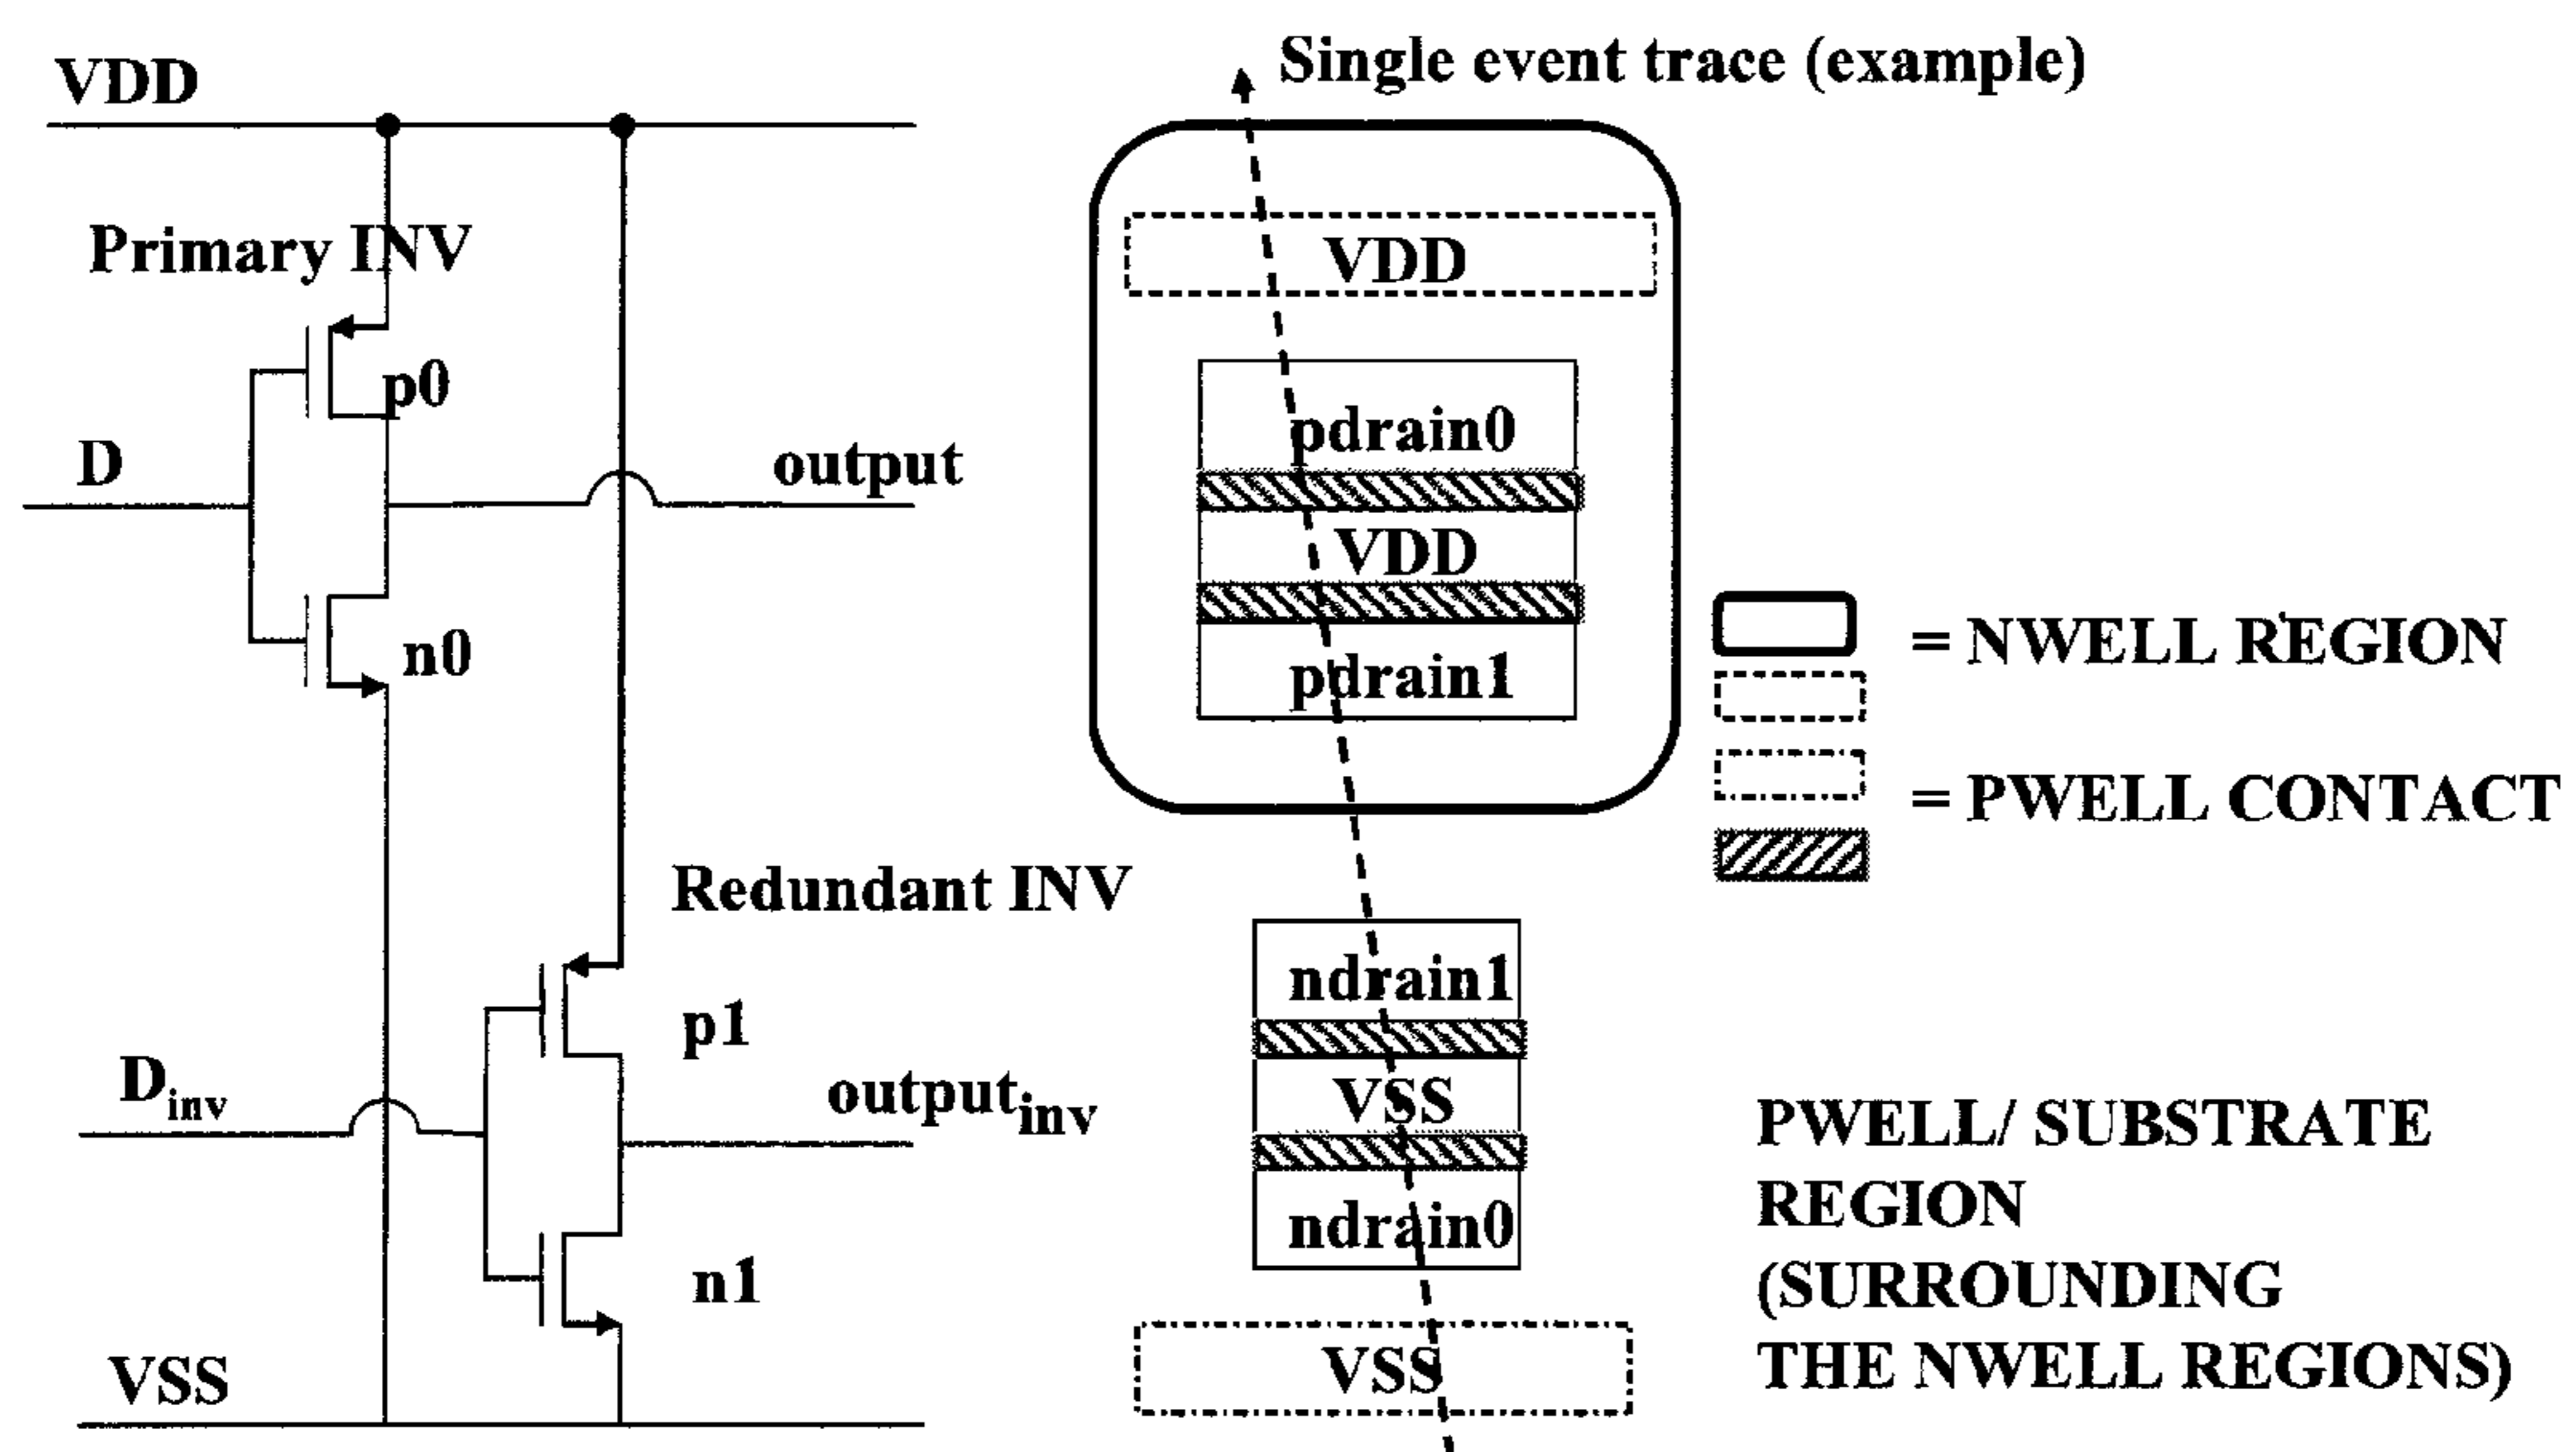 VDD
Primary INV
p0
D
output
n0
Redundant INV
p1
Dinv
outputinv
n1
VSS
Single event trace (example)
VDD
pdrain0
VDD
pdrain1
ndrain1
VSS
ndrain0
VSS
= NWELL REGION
= PWELL CONTACT
PWELL/ SUBSTRATE
REGION
(SURROUNDING
THE NWELL REGIONS)